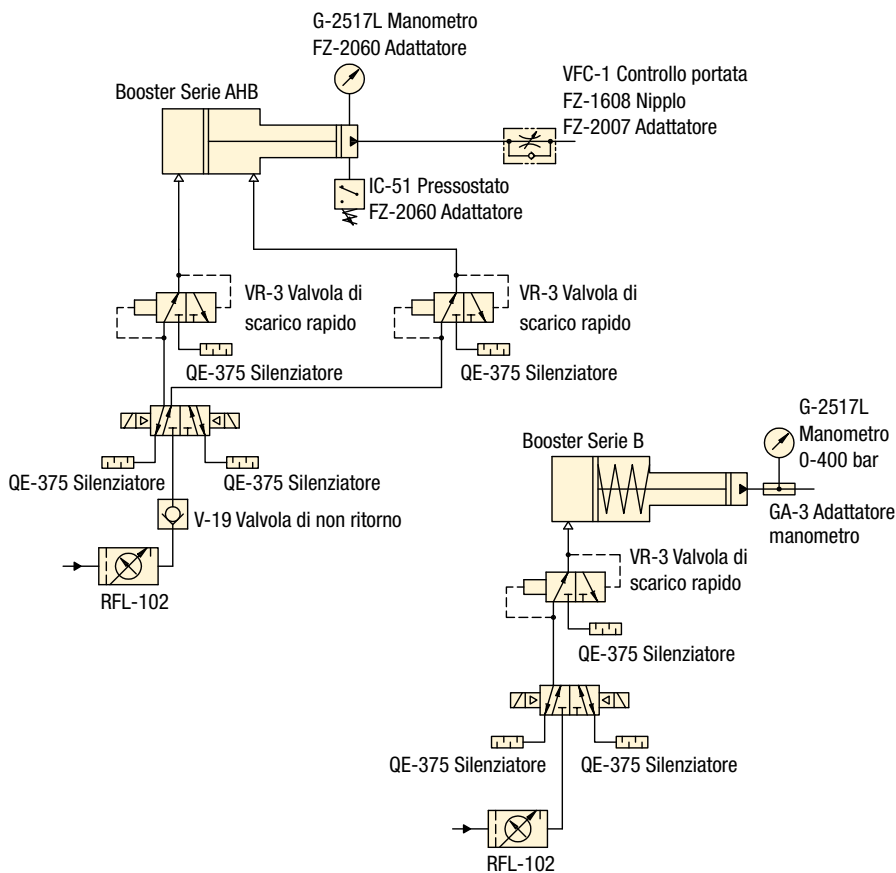 G-2517L Manometro
FZ-2060 Adattatore
VFC-1 Controllo portata
FZ-1608 Nipplo
FZ-2007 Adattatore
Booster Serie AHB
IC-51 Pressostato
FZ-2060 Adattatore
VR-3 Valvola di
scarico rapido
VR-3 Valvola di
scarico rapido
QE-375 Silenziatore
QE-375 Silenziatore
QE-375 Silenziatore
QE-375 Silenziatore
V-19 Valvola di non ritorno
RFL-102
G-2517L
Manometro
0-400 bar
Booster Serie B
GA-3 Adattatore
manometro
VR-3 Valvola di
scarico rapido
QE-375 Silenziatore
QE-375 Silenziatore
QE-375 Silenziatore
RFL-102